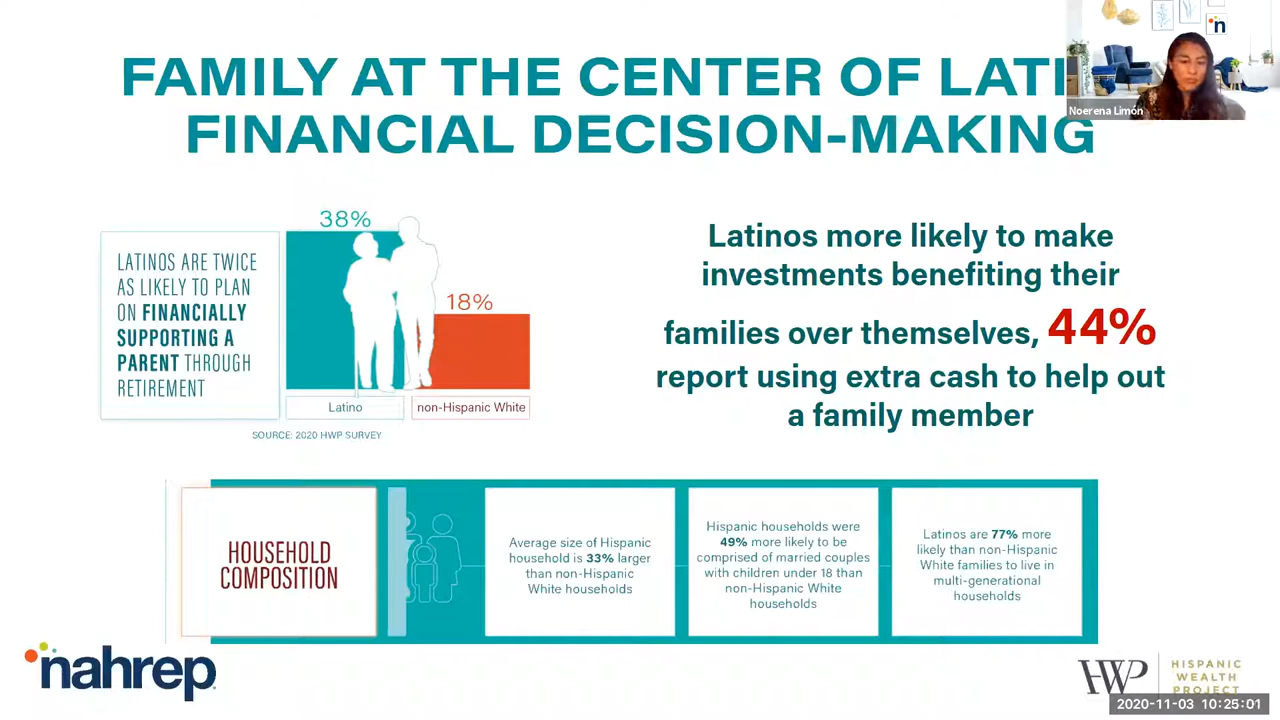 FAMILY AT THE CENTER OF LATI
FINANCIAL DECISION-MAKING
n
Noerena Limón
LATINOS ARE TWICE
AS LIKELY TO PLAN
ON FINANCIALLY
SUPPORTING A
PARENT THROUGH
RETIREMENT
38%
18%
Latino
non-Hispanic White
SOURCE: 2020 HWP SURVEY
Latinos more likely to make
investments benefiting their
families over themselves, 44%
report using extra cash to help out
a family member
HOUSEHOLD
COMPOSITION
Average size of Hispanic
household is 33% larger
than non-Hispanic
White households
Hispanic households were
49% more likely to be
comprised of married couples
with children under 18 than
non-Hispanic White
households
Latinos are 77% more
likely than non-Hispanic
White families to live in
multi-generational
households
nahrep
HWP
HISPANIC
WEALTH
PROJECT
2020-11-03 10:25:01